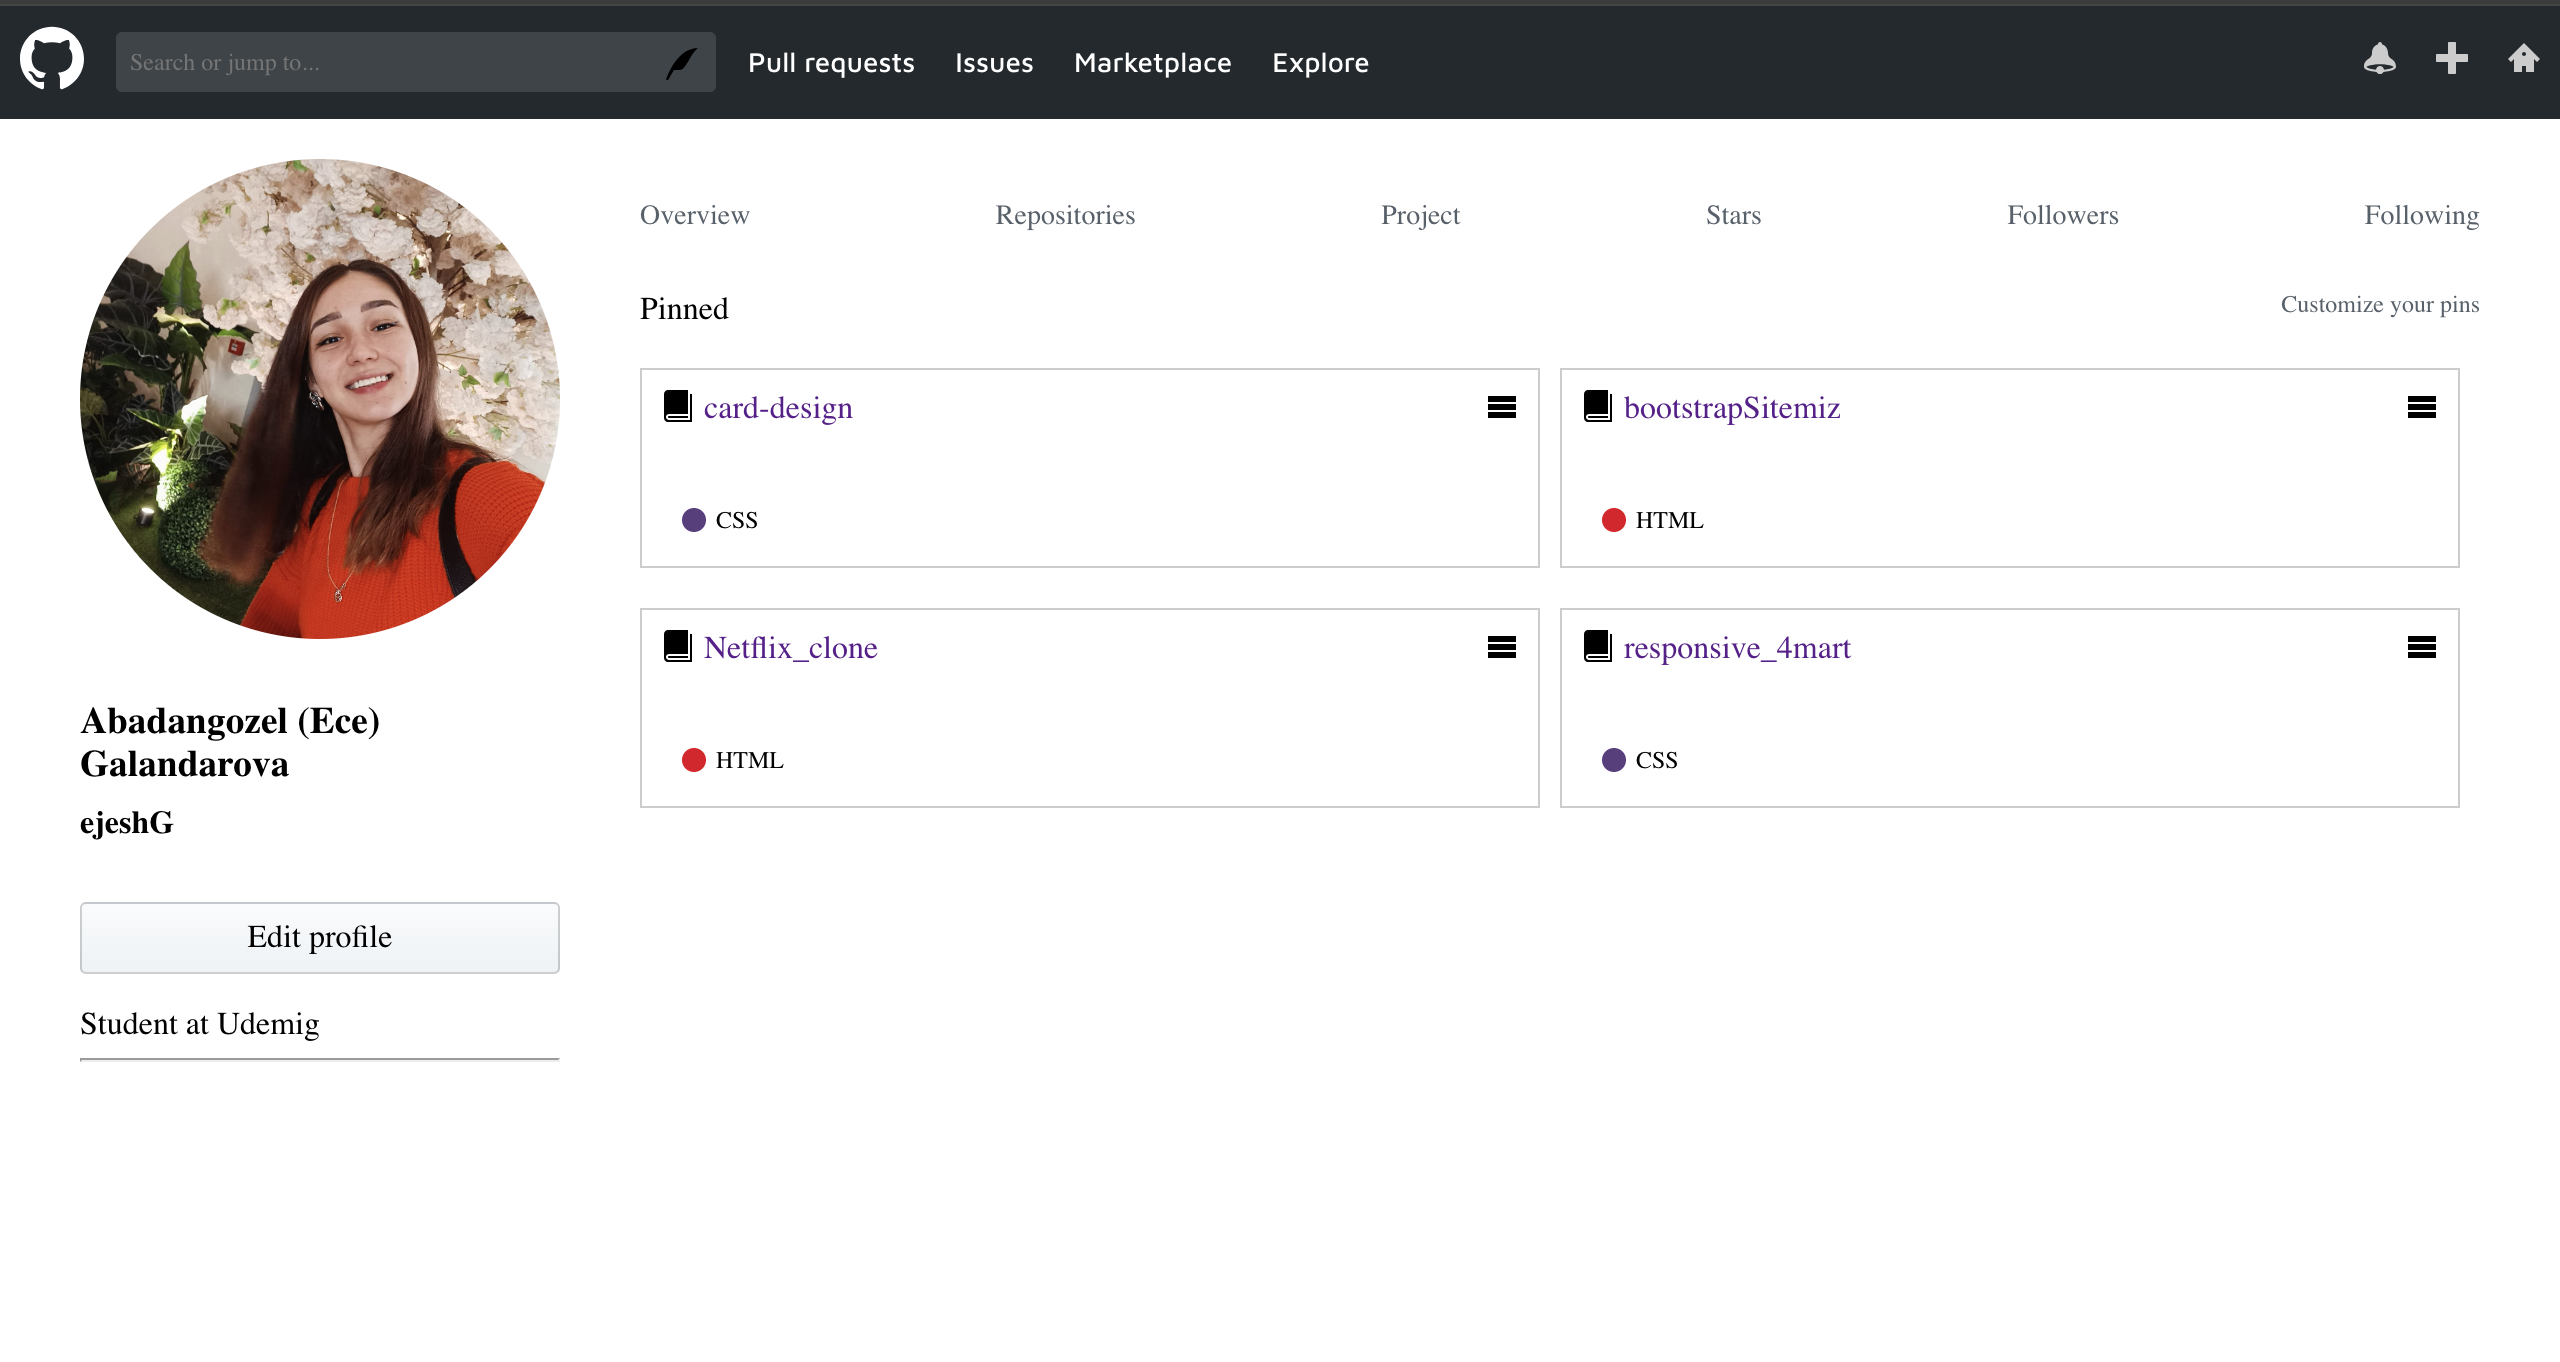 Search or jump to...
Pull requests Issues Marketplace Explore
Overview Repositories Project Stars Followers Following
Pinned Customize your pins
card-design
CSS
bootstrapSitemiz
HTML
Netflix_clone
HTML
responsive_4mart
CSS
Abadangozel (Ece)
Galandarova
ejeshG
Edit profile
Student at Udemig